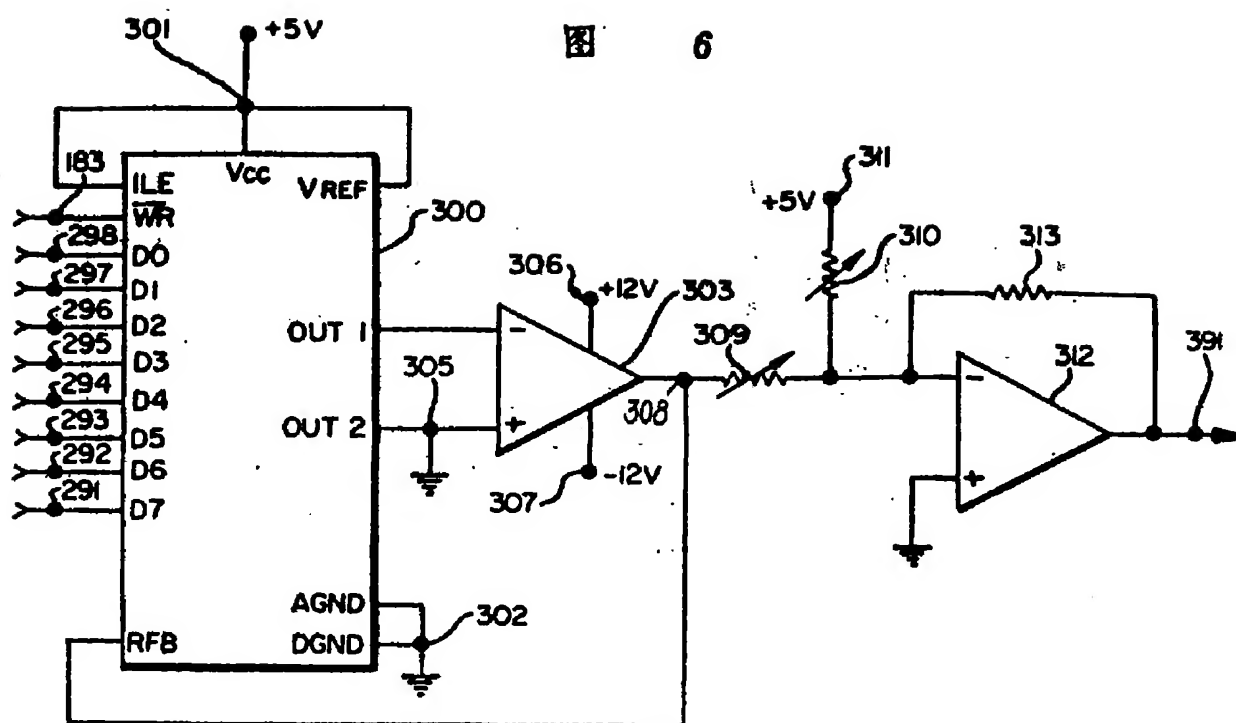 图 6
301 +5V
183 ILE VCC VREF
WR 300
298 D0
297 D1
296 D2
295 D3
294 D4
293 D5
292 D6
291 D7
OUT 1
OUT 2
305
306 +12V 303
307 -12V
308
309
311
+5V
310
313
312
391
AGND
DGND 302
RFB
- +
- +